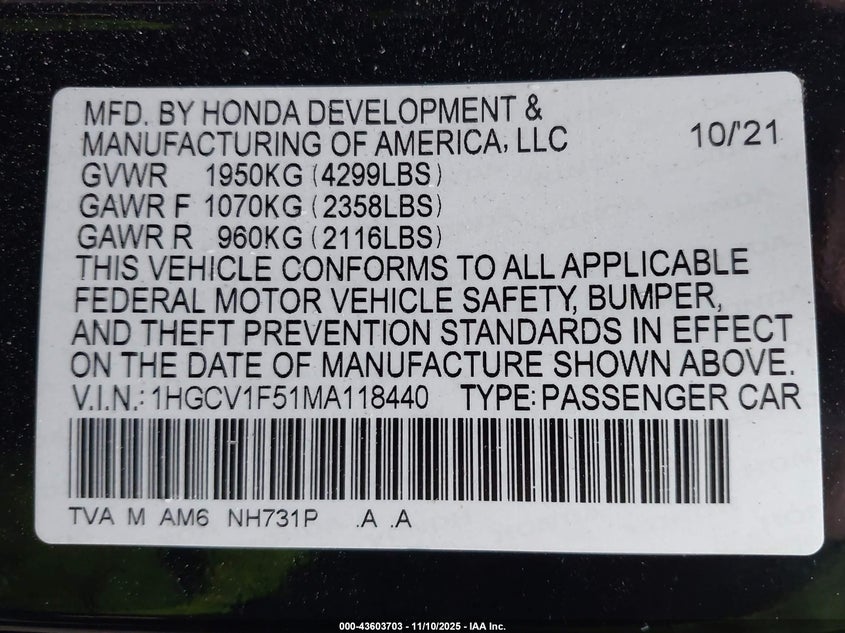 MFD. BY HONDA DEVELOPMENT &
MANUFACTURING OF AMERICA, LLC 10/'21
GVWR 1950KG (4299LBS)
GAWR F 1070KG (2358LBS)
GAWR R 960KG (2116LBS)
THIS VEHICLE CONFORMS TO ALL APPLICABLE
FEDERAL MOTOR VEHICLE SAFETY, BUMPER,
AND THEFT PREVENTION STANDARDS IN EFFECT
ON THE DATE OF MANUFACTURE SHOWN ABOVE.
V.I.N.: 1HGCV1F51MA118440 TYPE: PASSENGER CAR
TVA M AM6 NH731P .A .A
000-43603703 - 11/10/2025 - IAA Inc.